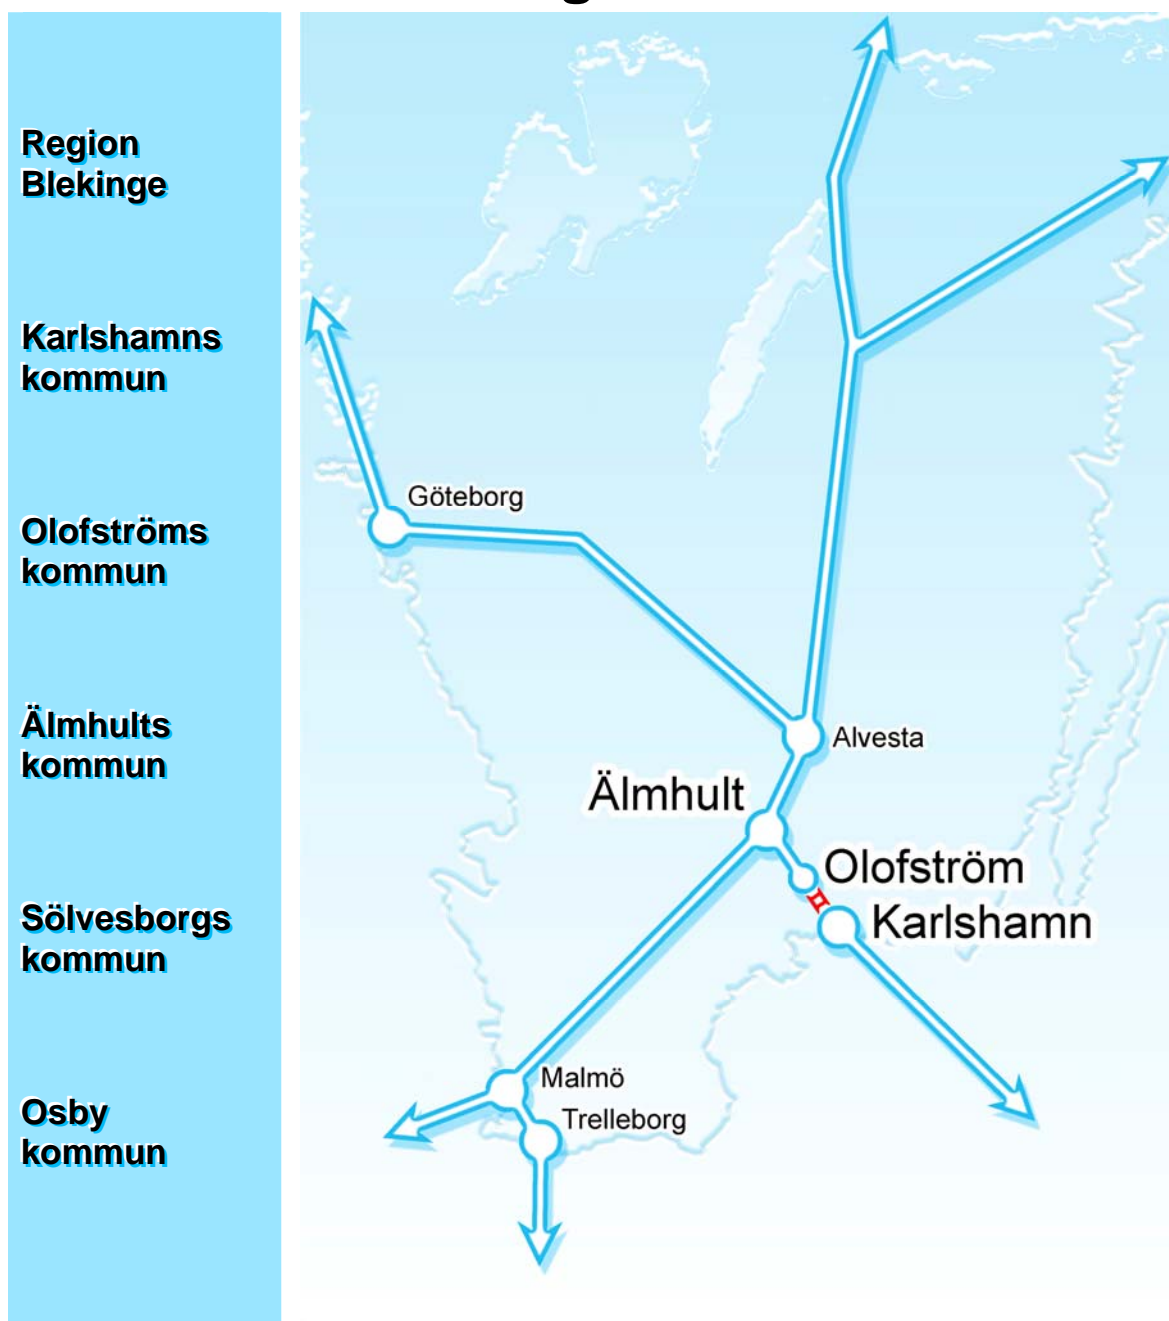 Region
Blekinge
Karlshamns
kommun
Olofströms
kommun
Älmhults
kommun
Sölvesborgs
kommun
Osby
kommun
Göteborg
Alvesta
Älmhult
Olofström
Karlshamn
Malmö
Trelleborg